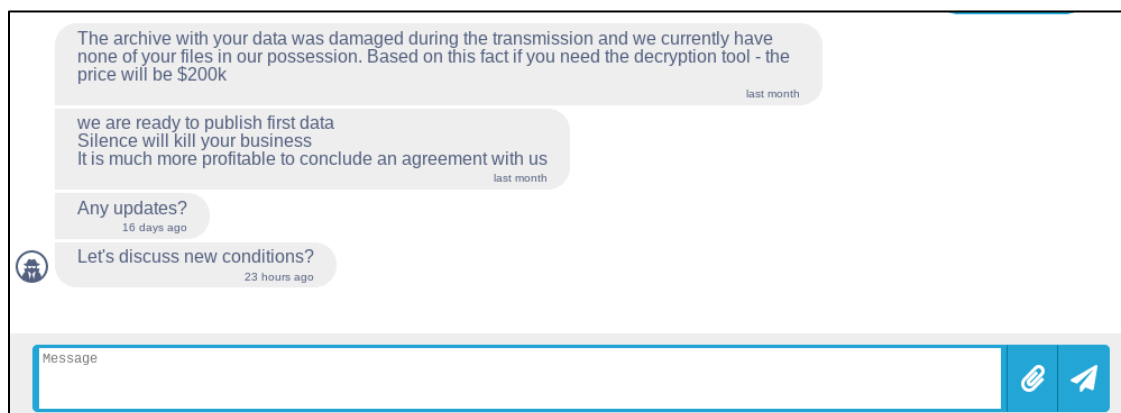 The archive with your data was damaged during the transmission and we currently have
none of your files in our possession. Based on this fact if you need the decryption tool - the
price will be $200k
last month
we are ready to publish first data
Silence will kill your business
It is much more profitable to conclude an agreement with us
last month
Any updates?
16 days ago
Let's discuss new conditions?
23 hours ago
Message